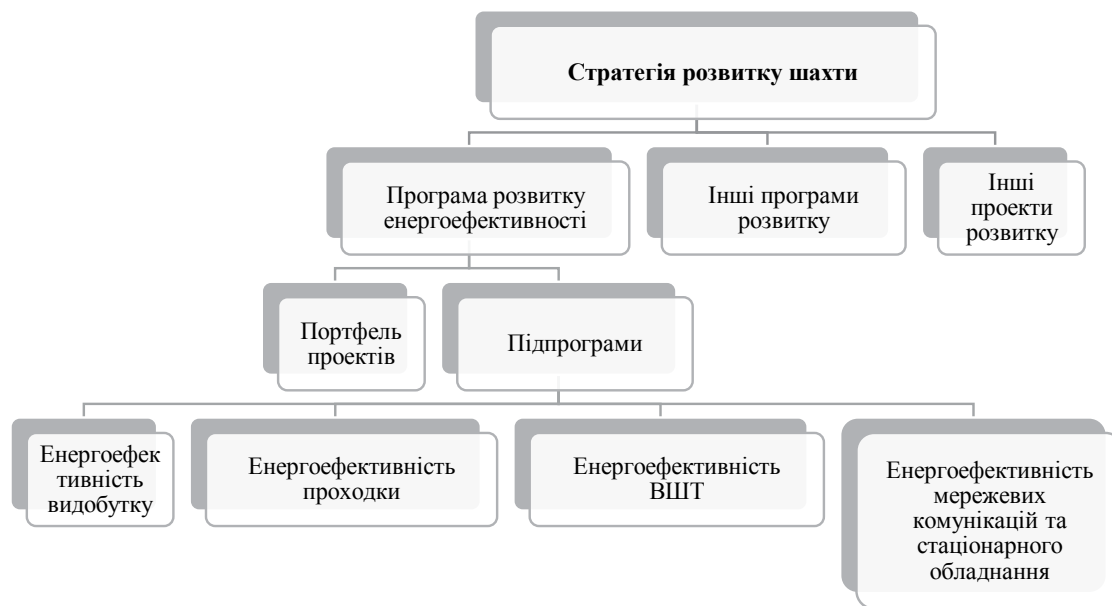 Стратегія розвитку шахти
Програма розвитку
енергоефективності
Інші програми
розвитку
Інші
проекти
розвитку
Портфель
проектів
Підпрограми
Енергоефек
тивність
видобутку
Енергоефективність
проходки
Енергоефективність
ВШТ
Енергоефективність
мережевих
комунікацій та
стаціонарного
обладнання